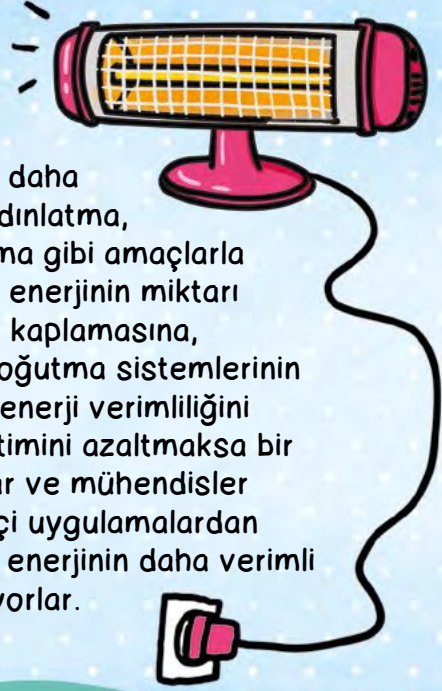 daha
dınlatma,
ma gibi amaçlarla
enerjinin miktarı
kaplamasına,
oğutma sistemlerinin
enerji verimliliğini
timini azaltmaksa bir
ar ve mühendisler
çi uygulamalardan
enerjinin daha verimli
yorlar.